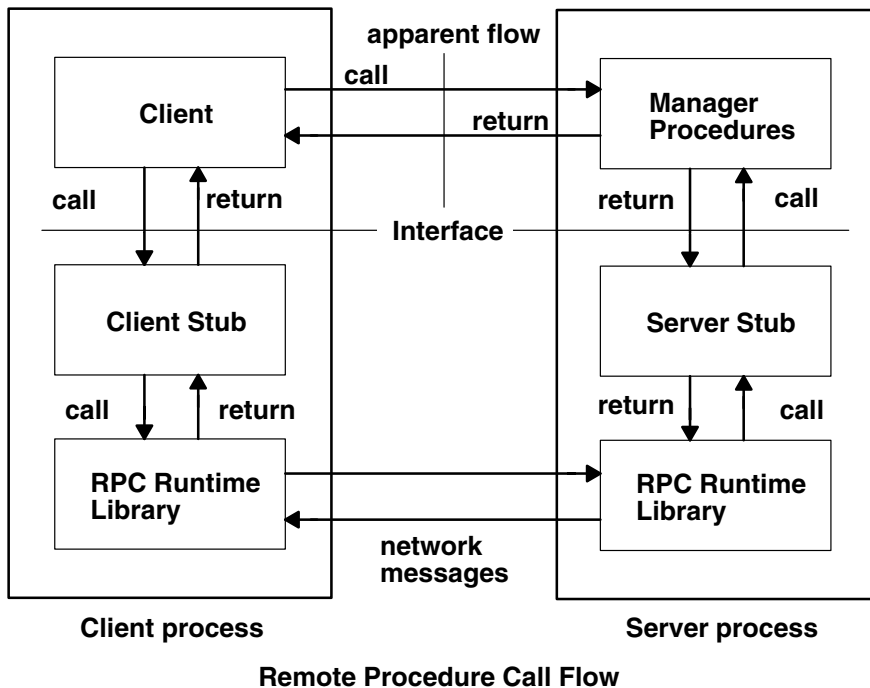 apparent flow
call
Client
Manager
Procedures
return
call
return
return
call
Interface
Client Stub
Server Stub
call
return
return
call
RPC Runtime
Library
RPC Runtime
Library
network
messages
Client process
Server process
Remote Procedure Call Flow